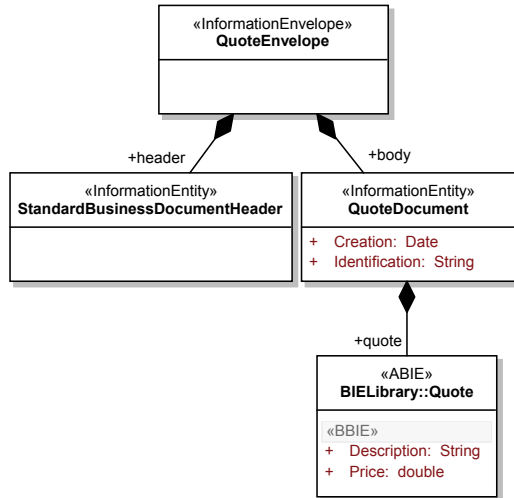 «InformationEnvelope»
QuoteEnvelope
+header
+body
«InformationEntity»
StandardBusinessDocumentHeader
«InformationEntity»
QuoteDocument
+ Creation: Date
+ Identification: String
+quote
«ABIE»
BIELibrary::Quote
«BBIE»
+ Description: String
+ Price: double